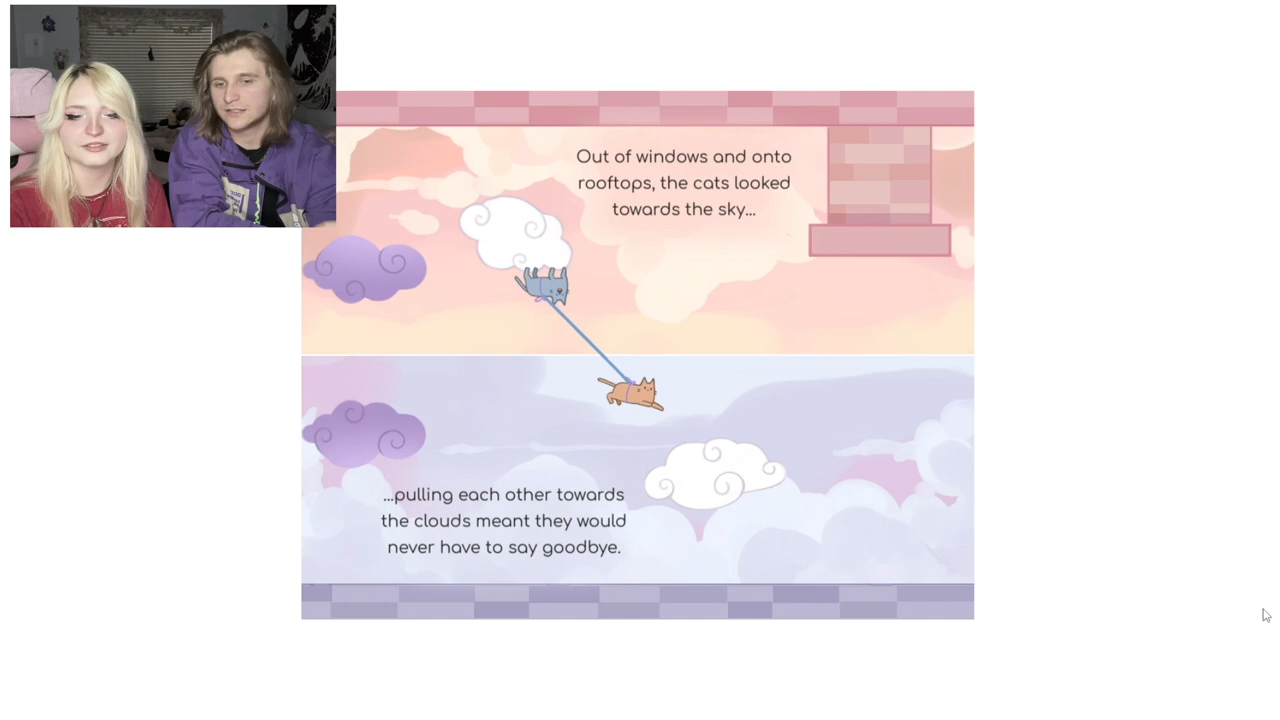 Out of windows and onto
rooftops, the cats looked
towards the sky...
...pulling each other towards
the clouds meant they would
never have to say goodbye.